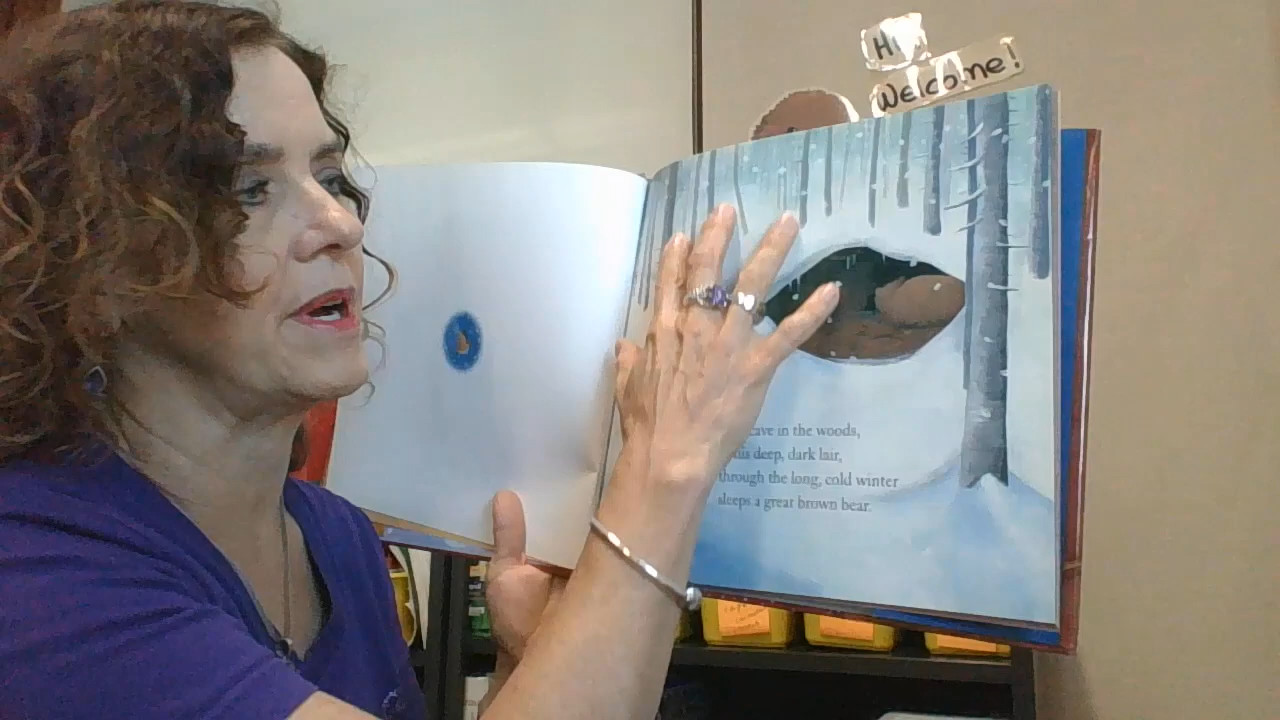 Hi
Welcome!
cave in the woods,
his deep, dark lair,
through the long, cold winter
sleeps a great brown bear.